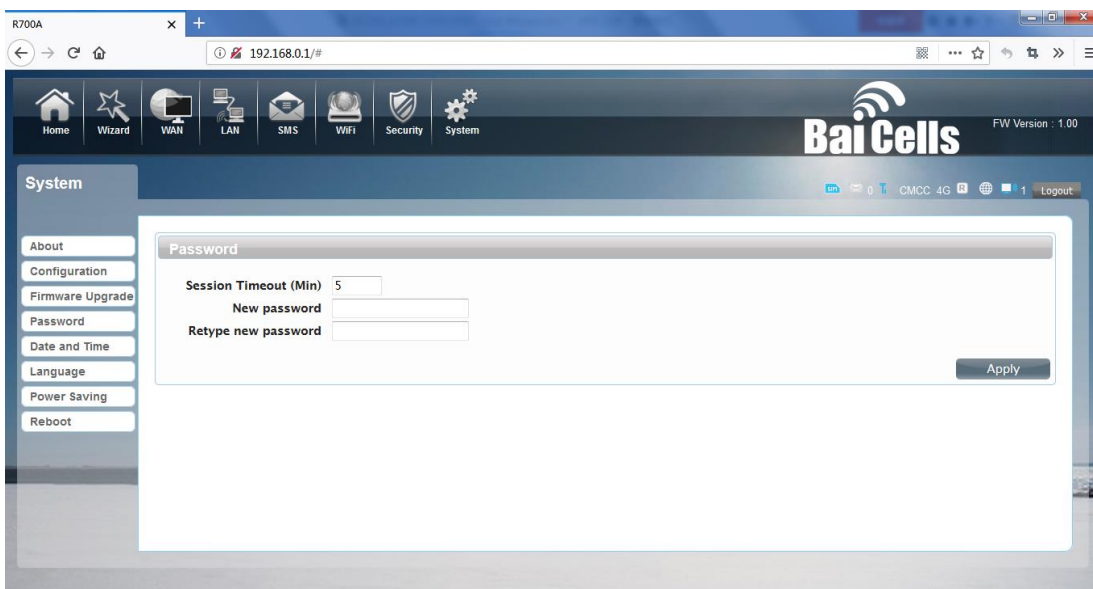 R700A
192.168.0.1/#
Home Wizard WAN LAN SMS WiFi Security System
BaiCells
FW Version : 1.00
System
0 CMCC 4G R 1 Logout
About
Configuration
Firmware Upgrade
Password
Date and Time
Language
Power Saving
Reboot
Password
Session Timeout (Min) 5
New password
Retype new password
Apply